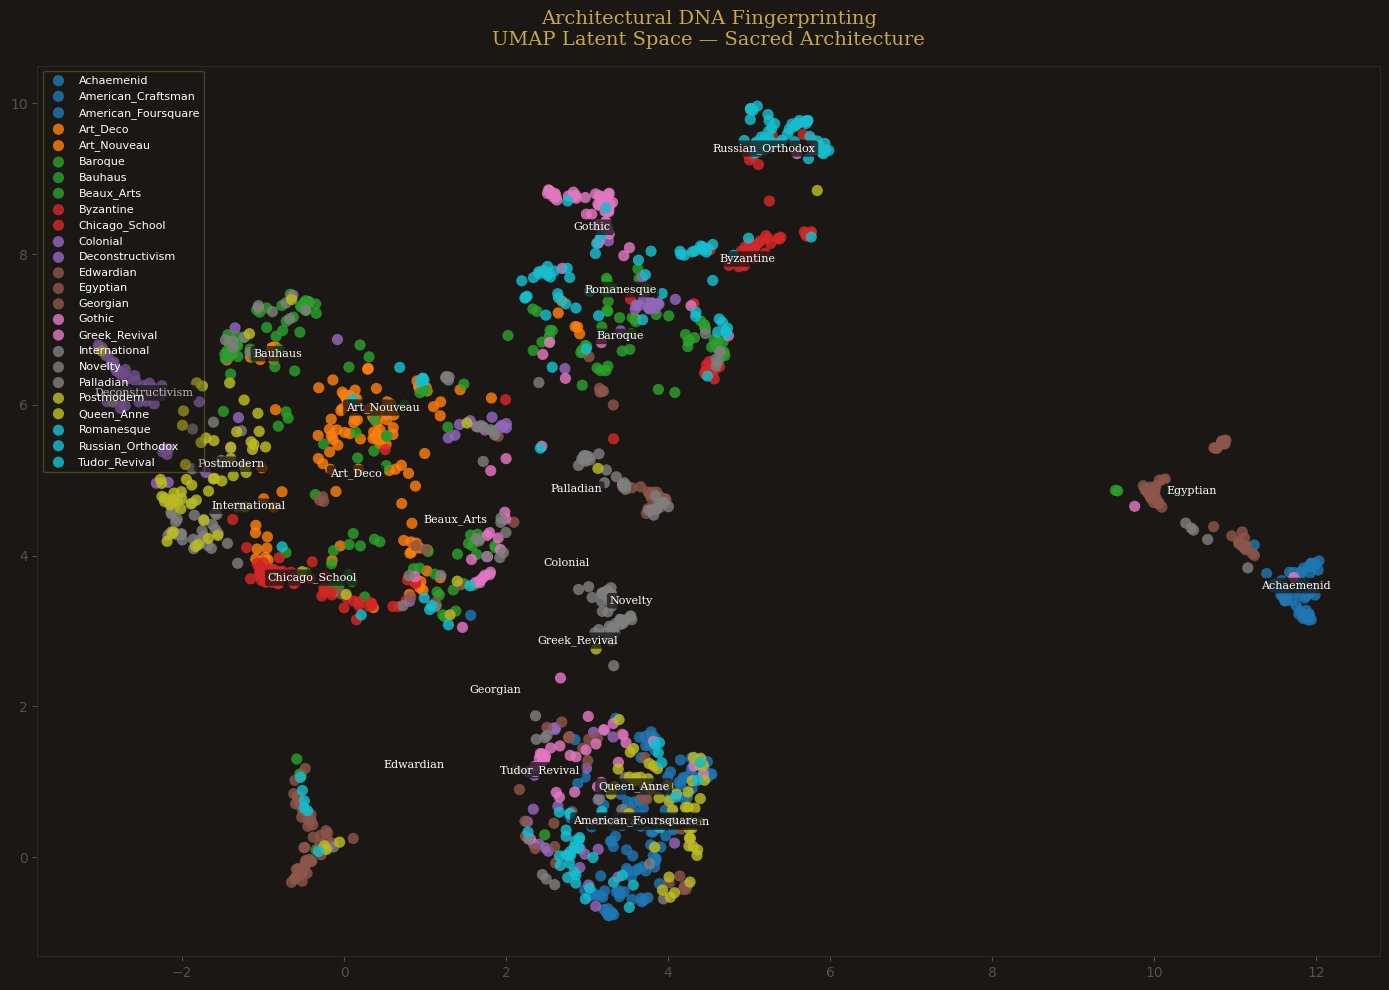 Architectural DNA Fingerprinting
UMAP Latent Space — Sacred Architecture
Achaemenid
American_Craftsman
American_Foursquare
Art_Deco
Art_Nouveau
Baroque
Bauhaus
Beaux_Arts
Byzantine
Chicago_School
Colonial
Deconstructivism
Edwardian
Egyptian
Georgian
Gothic
Greek_Revival
International
Novelty
Palladian
Postmodern
Queen_Anne
Romanesque
Russian_Orthodox
Tudor_Revival
10
8
6
4
2
0
Russian_Orthodox
Gothic
Byzantine
Romanesque
Baroque
Bauhaus
Deconstructivism
Art_Nouveau
Art_Deco
Postmodern
International
Palladian
Egyptian
Beaux_Arts
Colonial
Chicago_School
Achaemenid
Novelty
Greek_Revival
Georgian
Edwardian
Tudor_Revival
Queen_Anne
American_Foursquare
−2
0
2
4
6
8
10
12